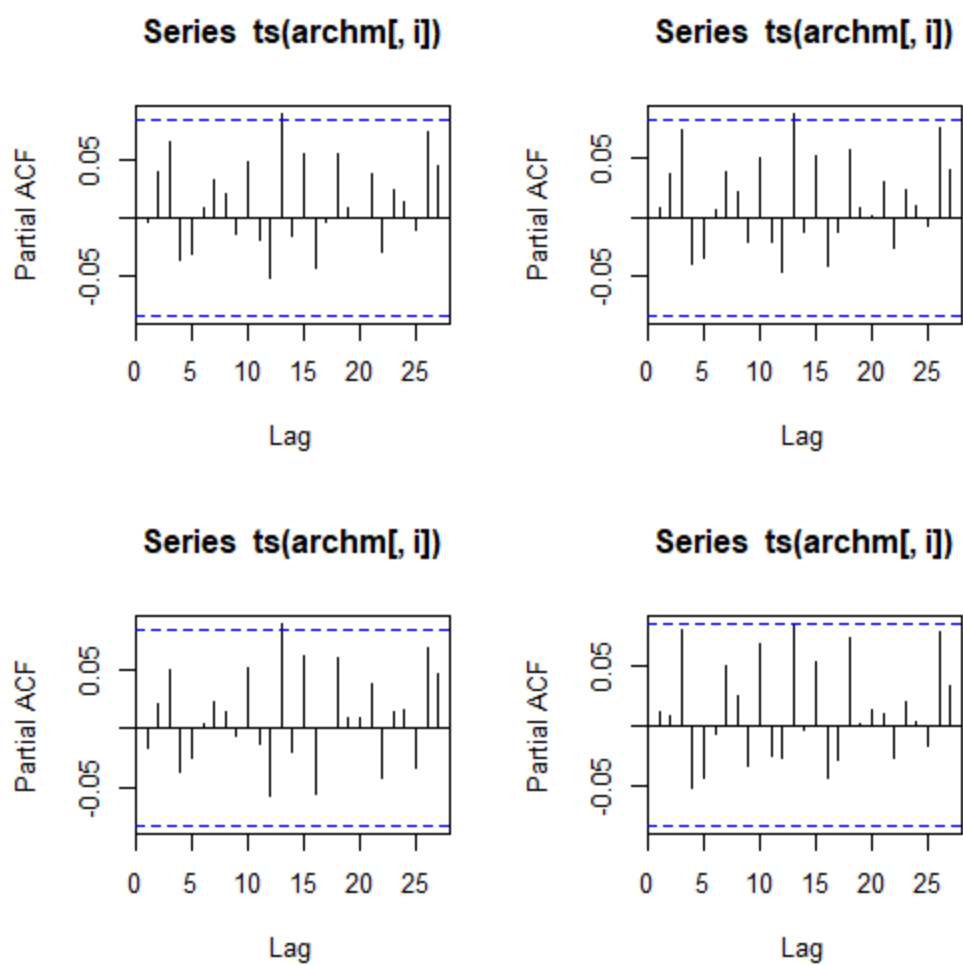 Series ts(archm[, i])
Partial ACF
0.05
-0.05
0 5 10 15 20 25
Lag
Series ts(archm[, i])
Partial ACF
0.05
-0.05
0 5 10 15 20 25
Lag
Series ts(archm[, i])
Partial ACF
0.05
-0.05
0 5 10 15 20 25
Lag
Series ts(archm[, i])
Partial ACF
0.05
-0.05
0 5 10 15 20 25
Lag